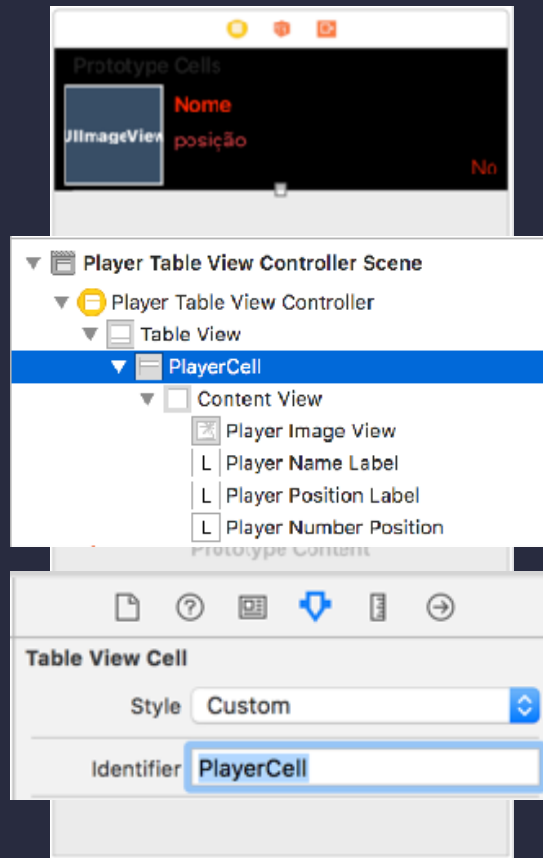 Prototype Cells
UIImageView
Nome
posição
No
Player Table View Controller Scene
Player Table View Controller
Table View
PlayerCell
Content View
Player Image View
L Player Name Label
L Player Position Label
L Player Number Position
Prototype Content
Table View Cell
Style Custom
Identifier PlayerCell